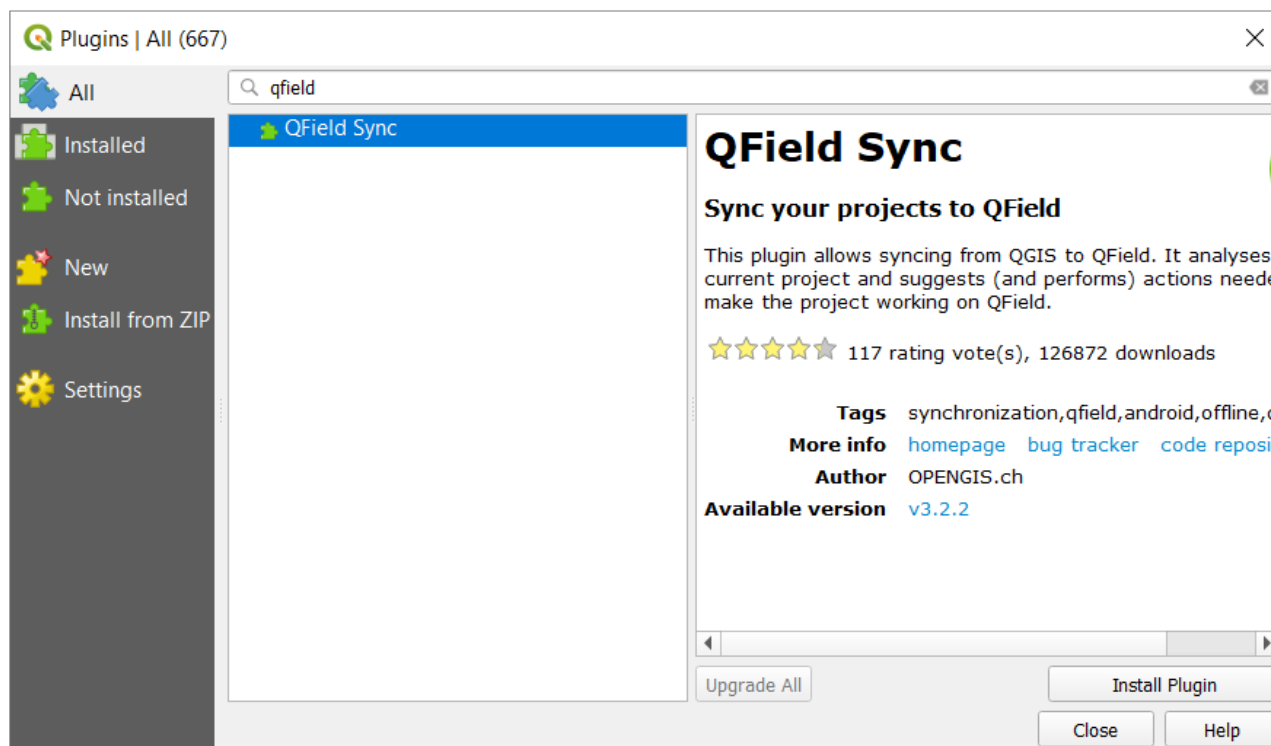 Plugins | All (667)
All
Installed
Not installed
New
Install from ZIP
Settings
qfield
QField Sync
QField Sync
Sync your projects to QField
This plugin allows syncing from QGIS to QField. It analyses
current project and suggests (and performs) actions neede
make the project working on QField.
117 rating vote(s), 126872 downloads
Tags synchronization,qfield,android,offline,
More info homepage bug tracker code reposi
Author OPENGIS.ch
Available version v3.2.2
Upgrade All
Install Plugin
Close
Help